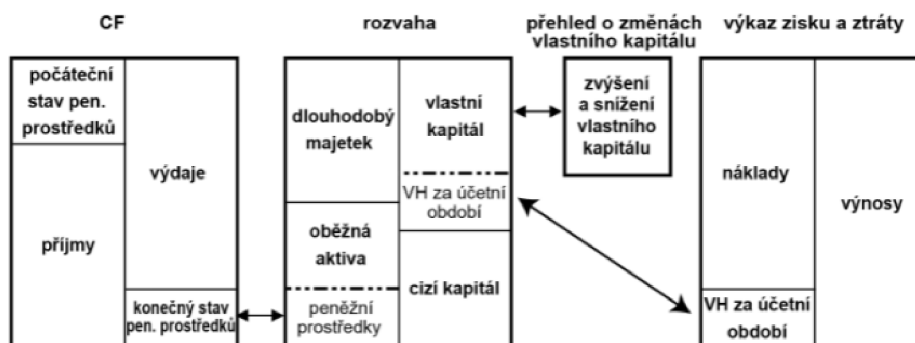 CF
rozvaha
přehled o změnách
vlastního kapitálu
výkaz zisku a ztráty
počáteční
stav pen.
prostředků
příjmy
výdaje
konečný stav
pen. prostředků
dlouhodobý
majetek
oběžná
aktiva
peněžní
prostředky
vlastní
kapitál
VH za účetní
období
cizí kapitál
zvýšení
a snížení
vlastního
kapitálu
náklady
VH za účetní
období
výnosy